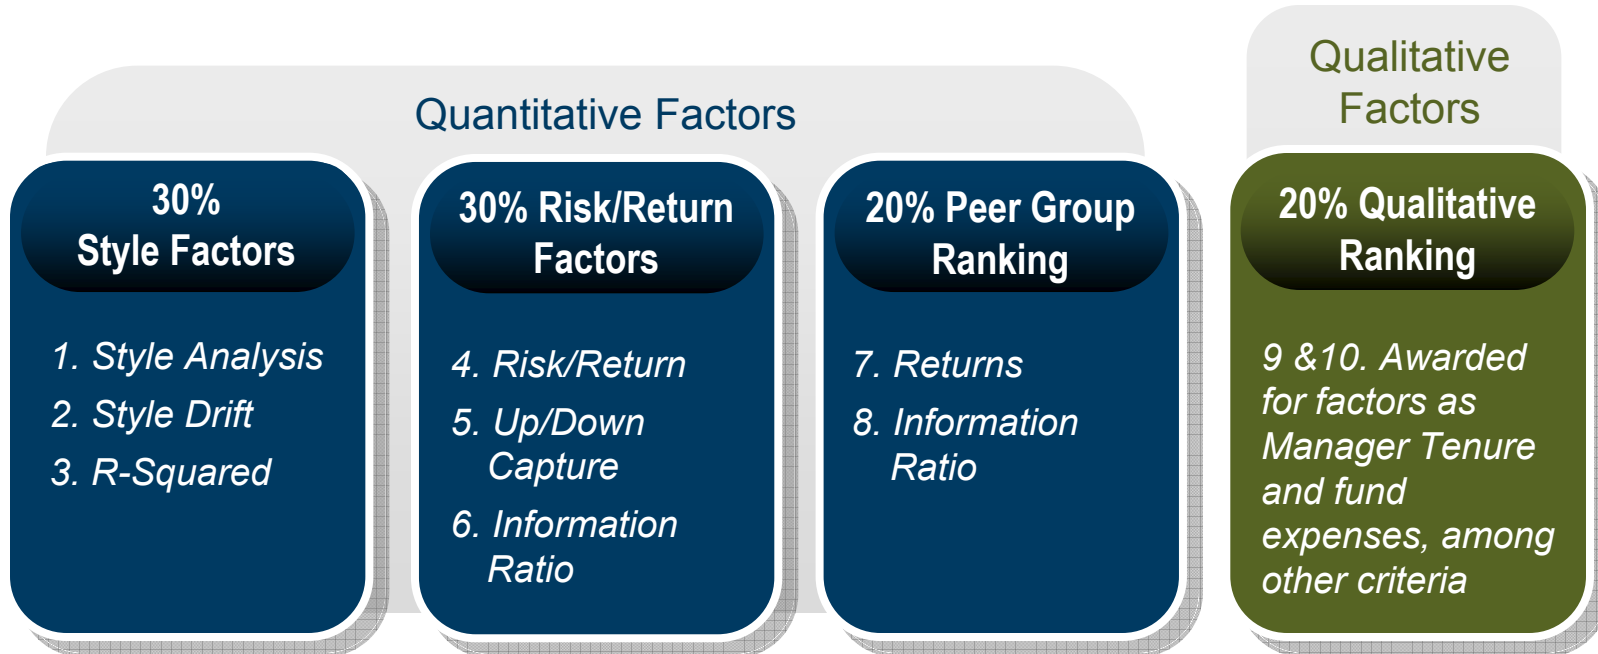 Quantitative Factors
Qualitative
Factors
30%
Style Factors
1. Style Analysis
2. Style Drift
3. R-Squared
30% Risk/Return
Factors
4. Risk/Return
5. Up/Down
Capture
6. Information
Ratio
20% Peer Group
Ranking
7. Returns
8. Information
Ratio
20% Qualitative
Ranking
9 &10. Awarded
for factors as
Manager Tenure
and fund
expenses, among
other criteria